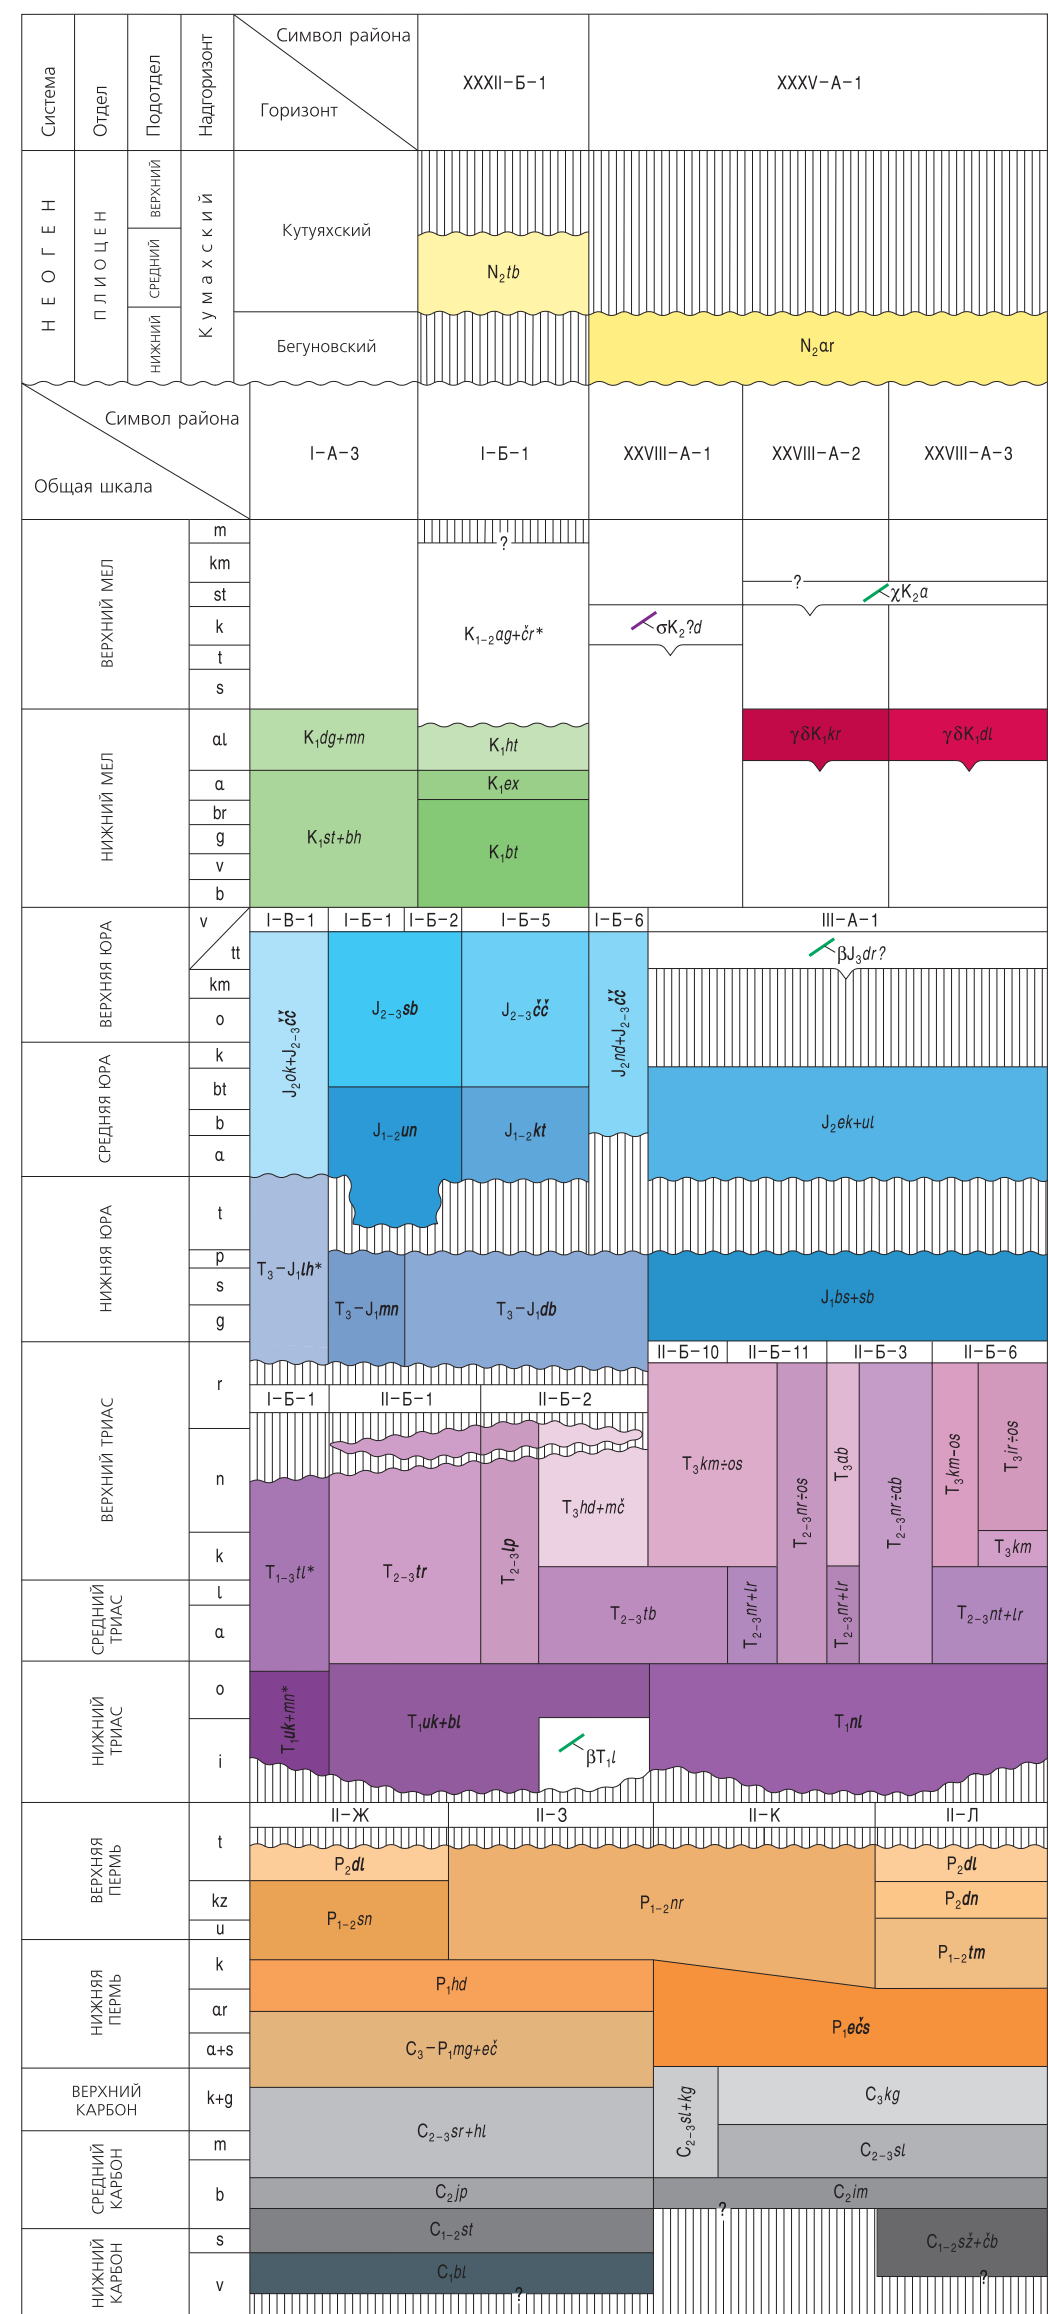 Система
Отдел
Подотдел
Надгоризонт
Символ района
Горизонт
XXXII–Б–1
XXXV–А–1
НЕОГЕН
ПЛИОЦЕН
ВЕРХНИЙ
СРЕДНИЙ
НИЖНИЙ
Кумахский
Кутуяхский
N₂tb
Бегуновский
N₂ar
Символ района
Общая шкала
I–А–3
I–Б–1
XXVIII–А–1
XXVIII–А–2
XXVIII–А–3
ВЕРХНИЙ МЕЛ
m
km
st
k
t
s
?
K₁₋₂ag+čr*
σK₂?d
?
χK₂a
НИЖНИЙ МЕЛ
al
a
br
g
v
b
K₁dg+mn
K₁ht
γδK₁kr
γδK₁dl
K₁ex
K₁st+bh
K₁bt
ВЕРХНЯЯ ЮРА
v
tt
km
o
I–В–1
I–Б–1
I–Б–2
I–Б–5
I–Б–6
III–А–1
βJ₃dr?
J₂ok+J₂₋₃čč
J₂₋₃sb
J₂₋₃čč
J₂nd+J₂₋₃čč
СРЕДНЯЯ ЮРА
k
bt
b
a
J₁₋₂un
J₁₋₂kt
J₂ek+ul
НИЖНЯЯ ЮРА
t
p
s
g
T₃–J₁lh*
T₃–J₁mn
T₃–J₁db
J₁bs+sb
ВЕРХНИЙ ТРИАС
r
n
k
II–Б–10
II–Б–11
II–Б–3
II–Б–6
I–Б–1
II–Б–1
II–Б–2
T₃km÷os
T₂₋₃nr÷os
T₃ab
T₂₋₃nr÷ab
T₃km–os
T₃ir÷os
T₃hd+mč
T₃km
T₁₋₃tl*
T₂₋₃tr
T₂₋₃lp
СРЕДНИЙ
ТРИАС
l
a
T₂₋₃tb
T₂₋₃nr+lr
T₂₋₃nr+lr
T₂₋₃nt+lr
НИЖНИЙ
ТРИАС
o
i
T₁uk+mn*
T₁uk+bl
T₁nl
βT₁l
ВЕРХНЯЯ
ПЕРМЬ
t
kz
u
II–Ж
II–З
II–К
II–Л
P₂dl
P₂dl
P₁₋₂sn
P₁₋₂nr
P₂dn
P₁₋₂tm
НИЖНЯЯ
ПЕРМЬ
k
ar
a+s
P₁hd
P₁ečs
C₃–P₁mg+eč
ВЕРХНИЙ
КАРБОН
k+g
C₂₋₃sl+kg
C₃kg
СРЕДНИЙ
КАРБОН
m
b
C₂₋₃sr+hl
C₂₋₃sl
C₂jp
C₂im
НИЖНИЙ
КАРБОН
s
v
C₁₋₂st
?
C₁₋₂sž+čb
C₁bl
?
?